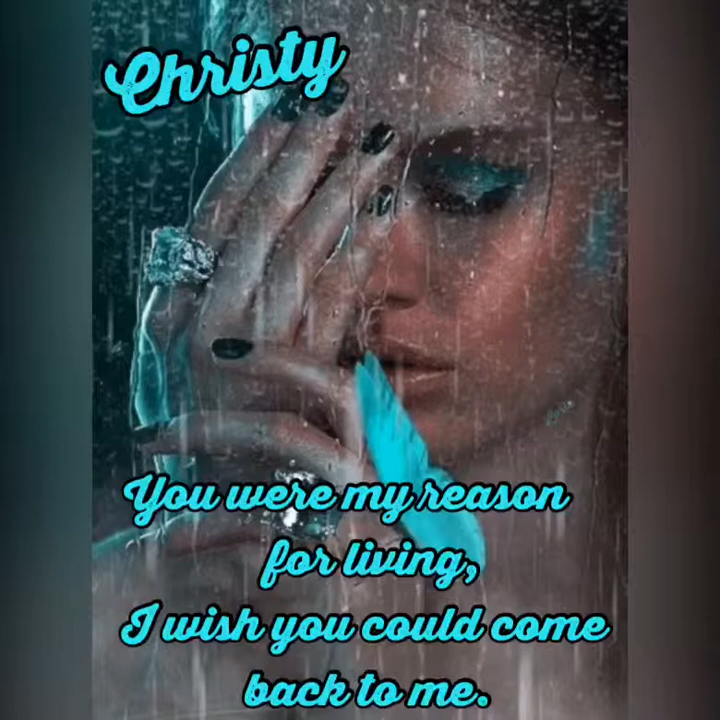 Christy
You were my reason
for living,
I wish you could come
back to me.